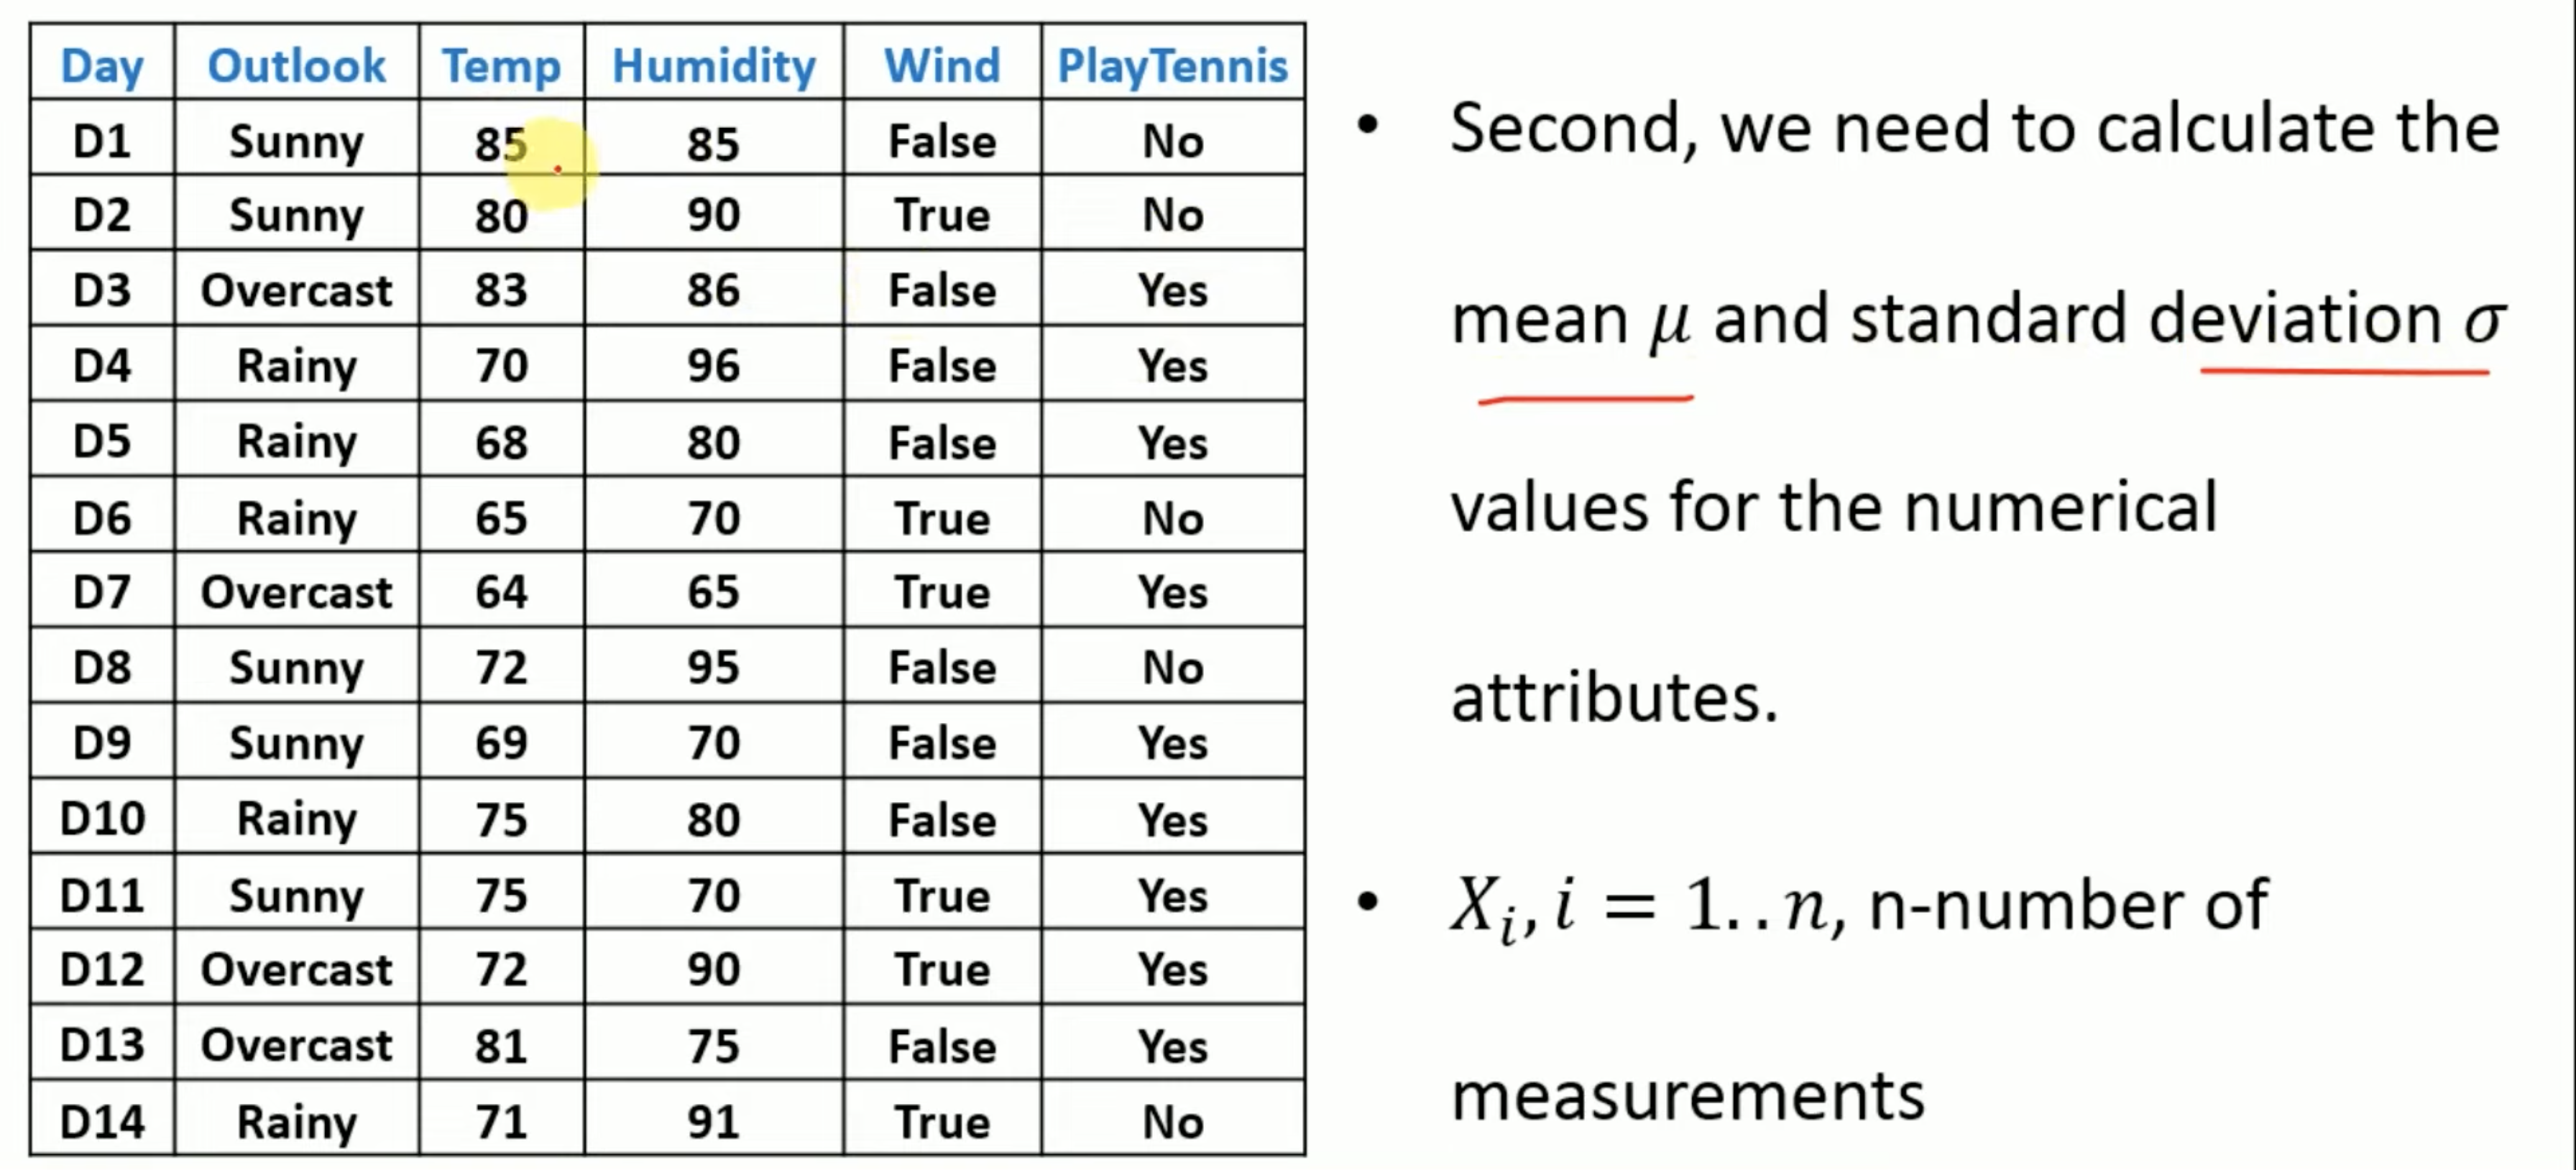 Day Outlook Temp Humidity Wind PlayTennis
D1 Sunny 85 85 False No
D2 Sunny 80 90 True No
D3 Overcast 83 86 False Yes
D4 Rainy 70 96 False Yes
D5 Rainy 68 80 False Yes
D6 Rainy 65 70 True No
D7 Overcast 64 65 True Yes
D8 Sunny 72 95 False No
D9 Sunny 69 70 False Yes
D10 Rainy 75 80 False Yes
D11 Sunny 75 70 True Yes
D12 Overcast 72 90 True Yes
D13 Overcast 81 75 False Yes
D14 Rainy 71 91 True No
• Second, we need to calculate the
mean μ and standard deviation σ
values for the numerical
attributes.
• Xᵢ, i = 1..n, n-number of
measurements